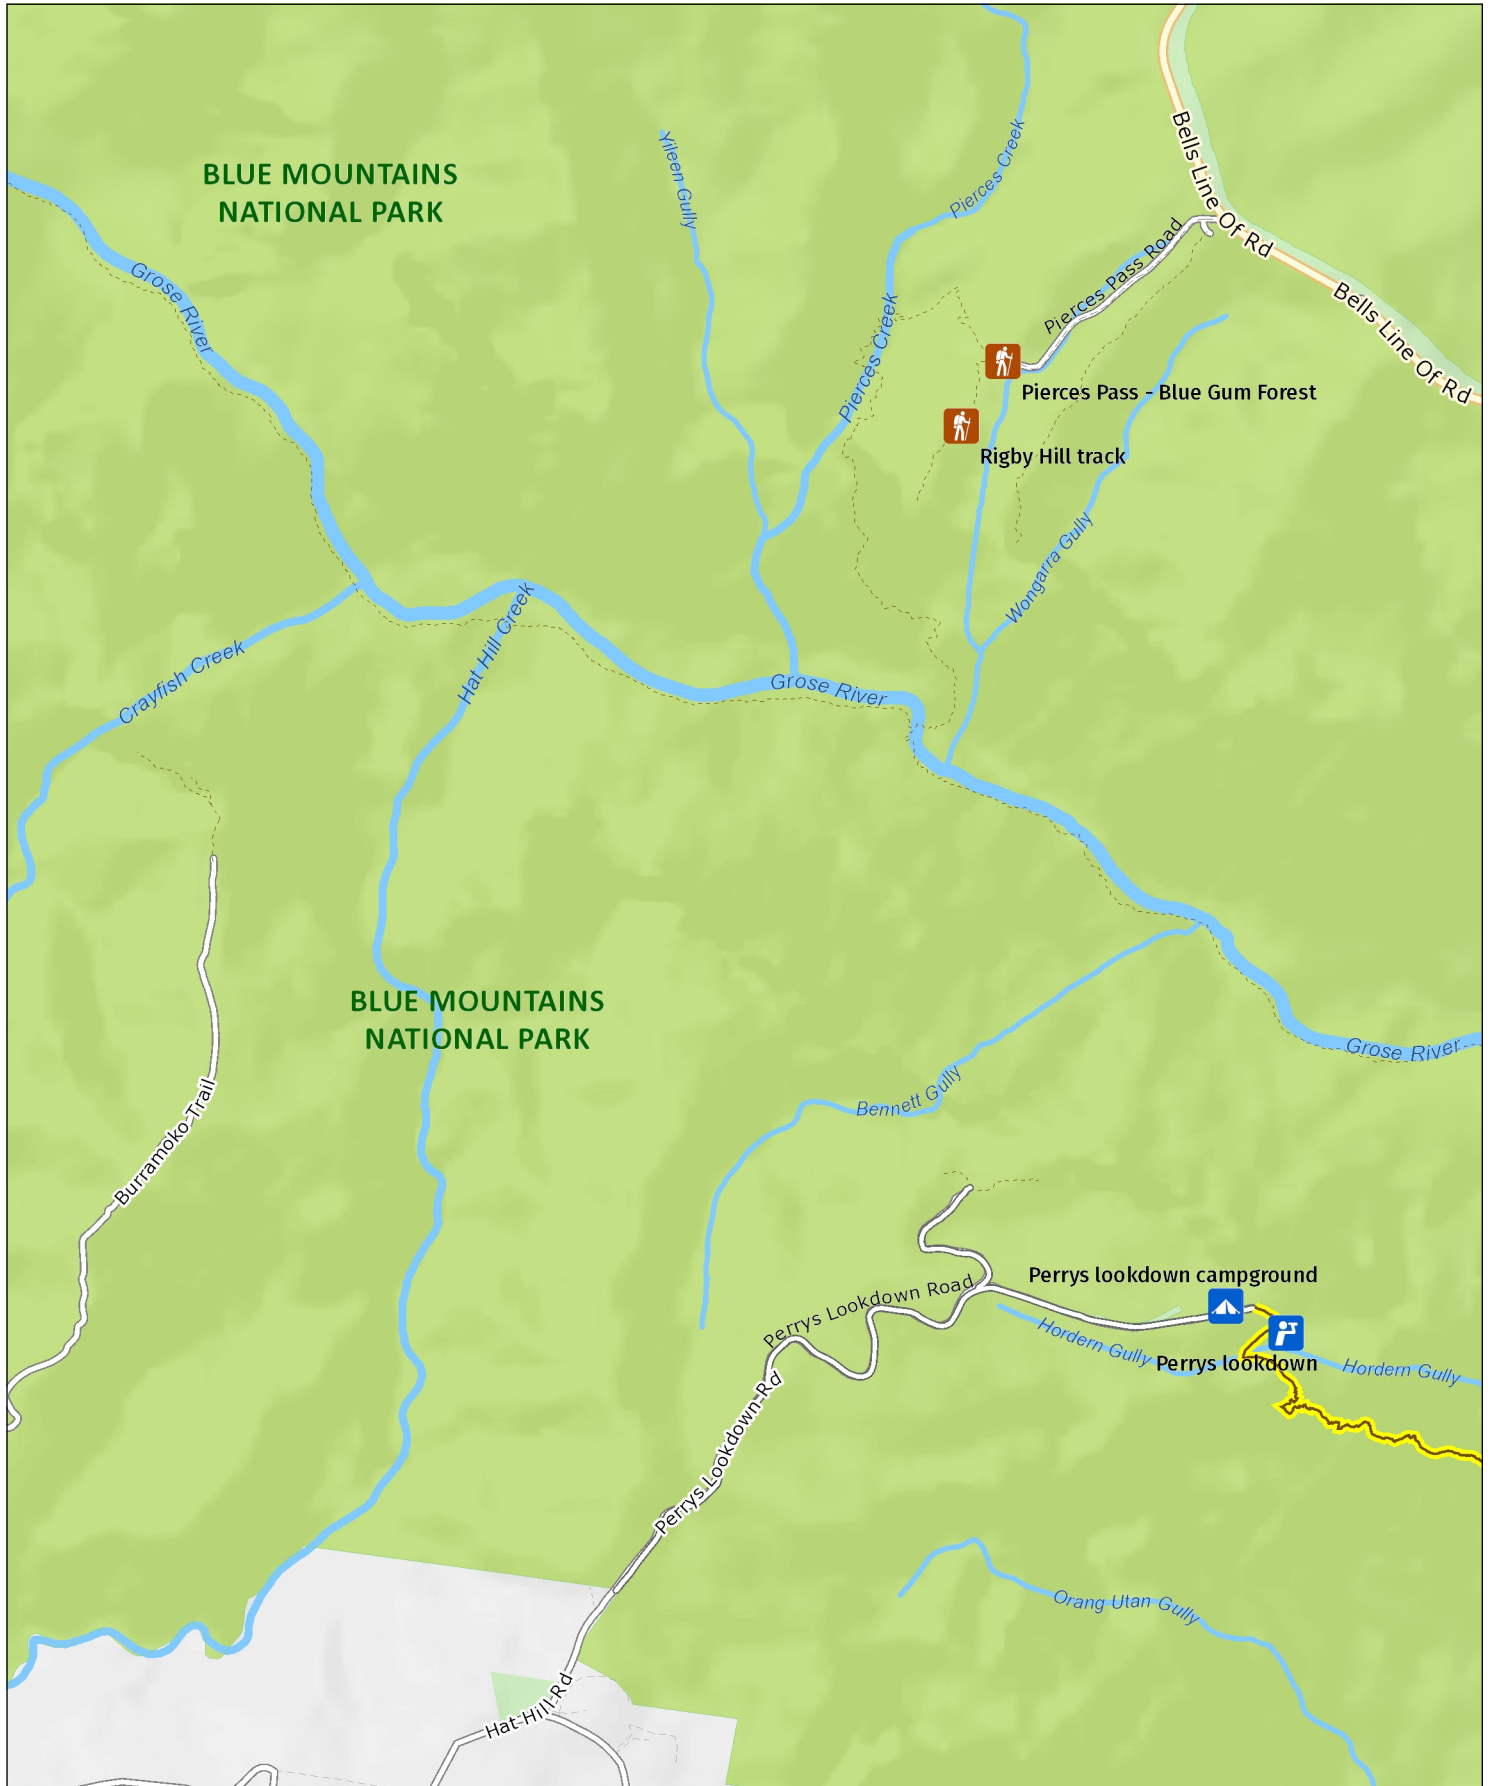 Pierces Creek
Bells Line Of Rd
Yileen Gully
BLUE MOUNTAINS
NATIONAL PARK
Pierces Pass Road
Grose River
Bells Line Of Rd
Pierces Creek
Pierces Pass - Blue Gum Forest
Rigby Hill track
Wongarra Gully
Hat Hill Creek
Crayfish Creek
Grose River
BLUE MOUNTAINS
NATIONAL PARK
Grose River
Bennett Gully
Burramoko Trail
Perrys lookdown campground
Perrys Lookdown Road
Hordern Gully
Perrys lookdown
Hordern Gully
Perrys Lookdown Rd
Orang Utan Gully
Hat Hill Rd